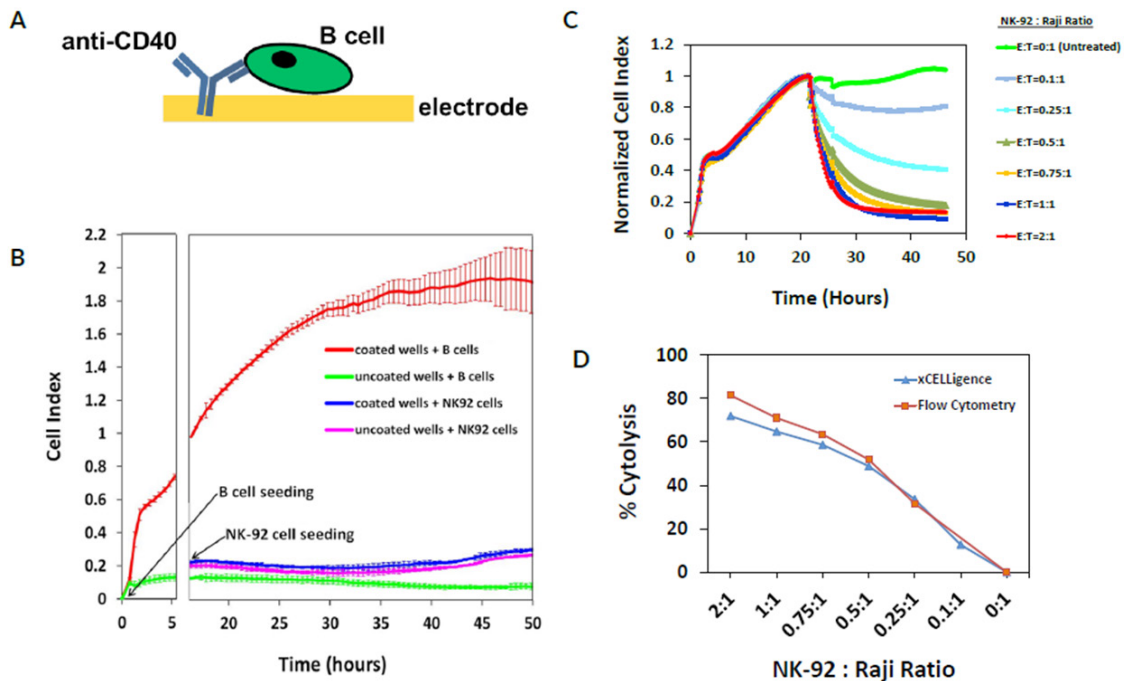 A
anti-CD40
B cell
electrode
B
Cell Index
2.2
2
1.8
1.6
1.4
1.2
1
0.8
0.6
0.4
0.2
0
coated wells + B cells
uncoated wells + B cells
coated wells + NK92 cells
uncoated wells + NK92 cells
B cell seeding
NK-92 cell seeding
0 5 20 25 30 35 40 45 50
Time (hours)
C
Normalized Cell Index
1.2
1
0.8
0.6
0.4
0.2
0
0 10 20 30 40 50
Time (Hours)
NK-92 : Raji Ratio
E:T=0:1 (Untreated)
E:T=0.1:1
E:T=0.25:1
E:T=0.5:1
E:T=0.75:1
E:T=1:1
E:T=2:1
D
% Cytolysis
100
80
60
40
20
0
xCELLigence
Flow Cytometry
2:1 1:1 0.75:1 0.5:1 0.25:1 0.1:1 0:1
NK-92 : Raji Ratio